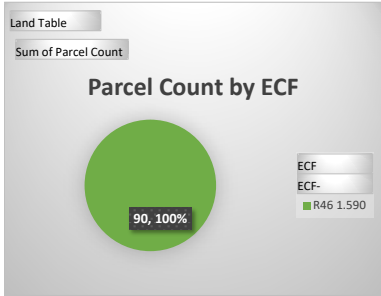 Land Table
Sum of Parcel Count
Parcel Count by ECF
90, 100%
ECF
ECF-
R46 1.590